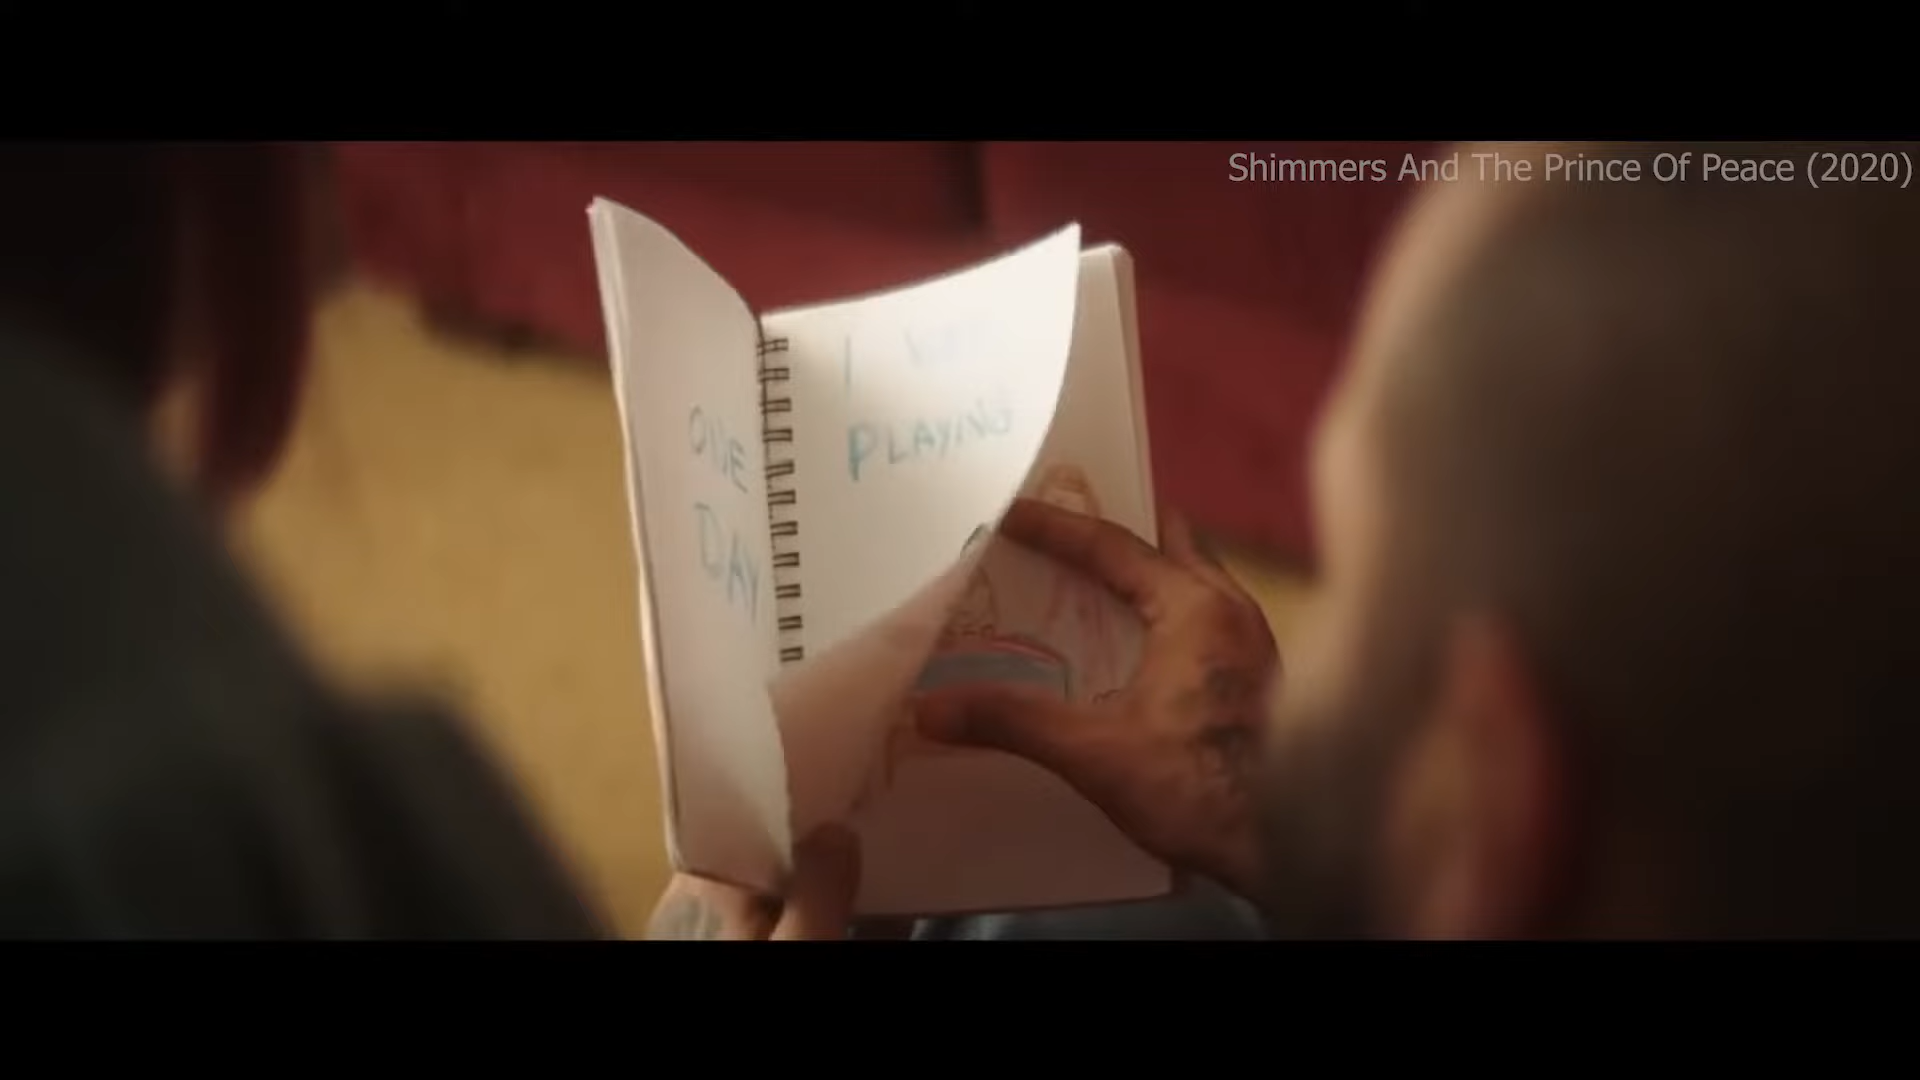 Shimmers And The Prince Of Peace (2020)
ONE
DAY
I
PLAYING